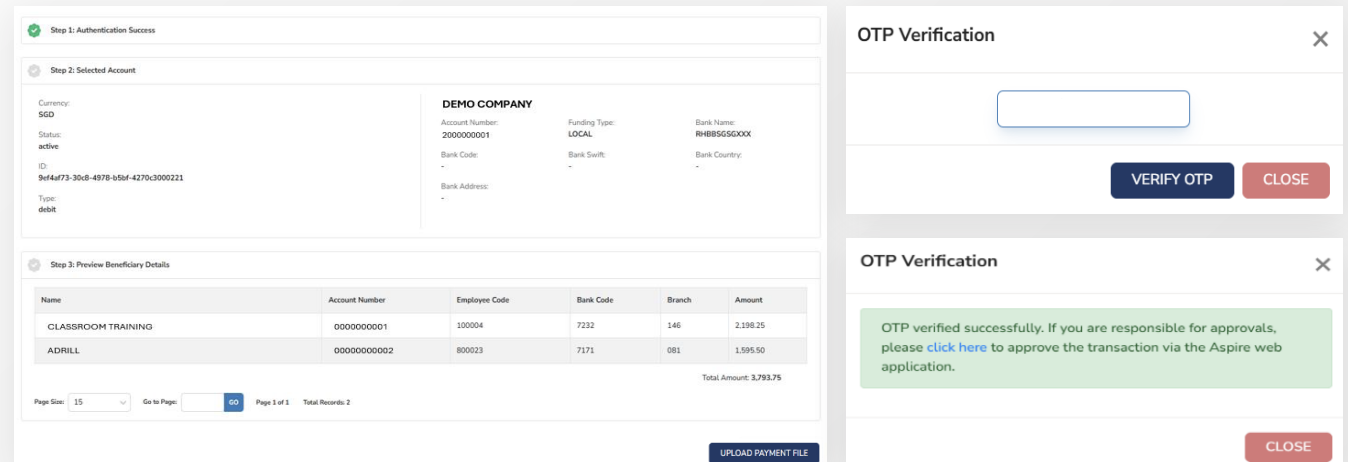 Step 1: Authentication Success
Step 2: Selected Account
Currency:
SGD
Status:
active
ID:
9ef4af73-30c8-4978-b5bf-4270c3000221
Type:
debit
DEMO COMPANY
Account Number: Funding Type: Bank Name:
2000000001 LOCAL RHBBSGSGXXX
Bank Code: Bank Swift: Bank Country:
- - -
Bank Address:
-
Step 3: Preview Beneficiary Details
Name Account Number Employee Code Bank Code Branch Amount
CLASSROOM TRAINING 0000000001 100004 7232 146 2,198.25
ADRILL 00000000002 800023 7171 081 1,595.50
Total Amount: 3,793.75
Page Size: 15 Go to Page: GO Page 1 of 1 Total Records: 2
UPLOAD PAYMENT FILE
OTP Verification
VERIFY OTP CLOSE
OTP Verification
OTP verified successfully. If you are responsible for approvals,
please click here to approve the transaction via the Aspire web
application.
CLOSE